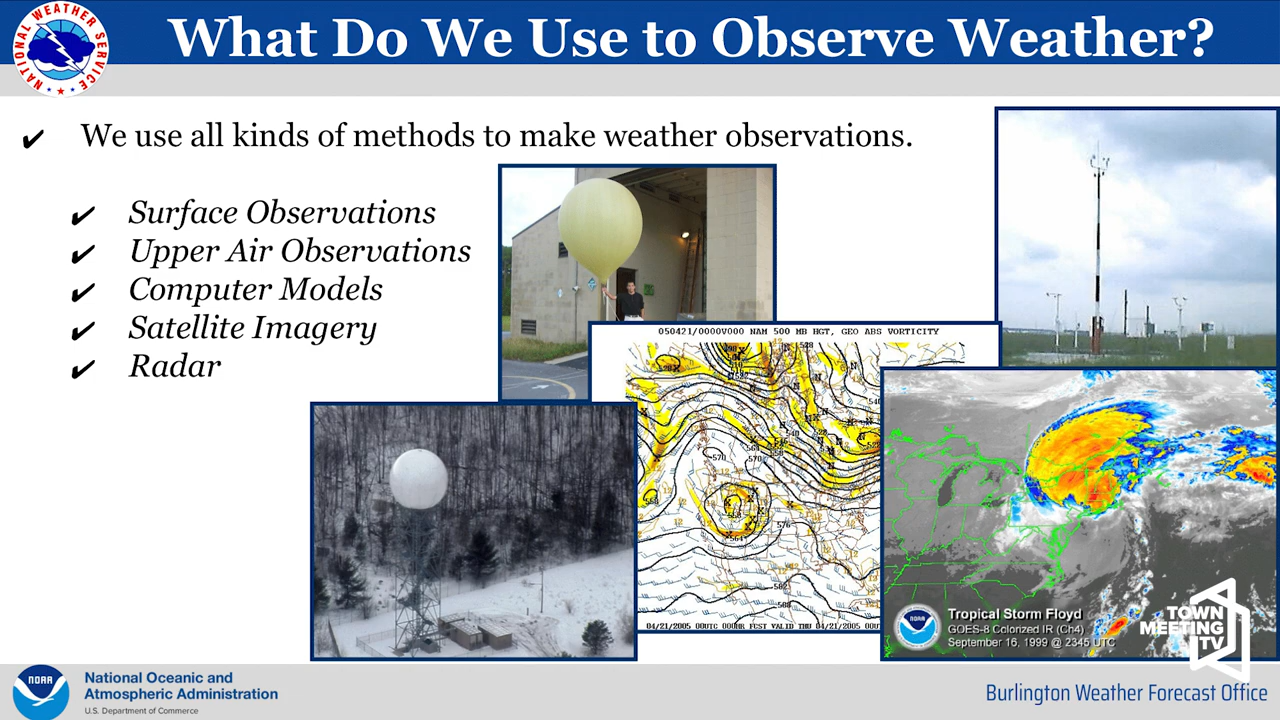 NATIONAL WEATHER SERVICE
What Do We Use to Observe Weather?
✔ We use all kinds of methods to make weather observations.
✔ Surface Observations
✔ Upper Air Observations
✔ Computer Models
✔ Satellite Imagery
✔ Radar
050421/0000V000 NAM 500 MB HGT, GEO ABS VORTICITY
04/21/2005 00UTC 000HR FCST VALID THU 04/21/2005 00U
NOAA
Tropical Storm Floyd
GOES-8 Colorized IR (Ch4)
September 16, 1999 @ 2345 UTC
TOWN
MEETING
TV
NOAA
National Oceanic and
Atmospheric Administration
U.S. Department of Commerce
Burlington Weather Forecast Office